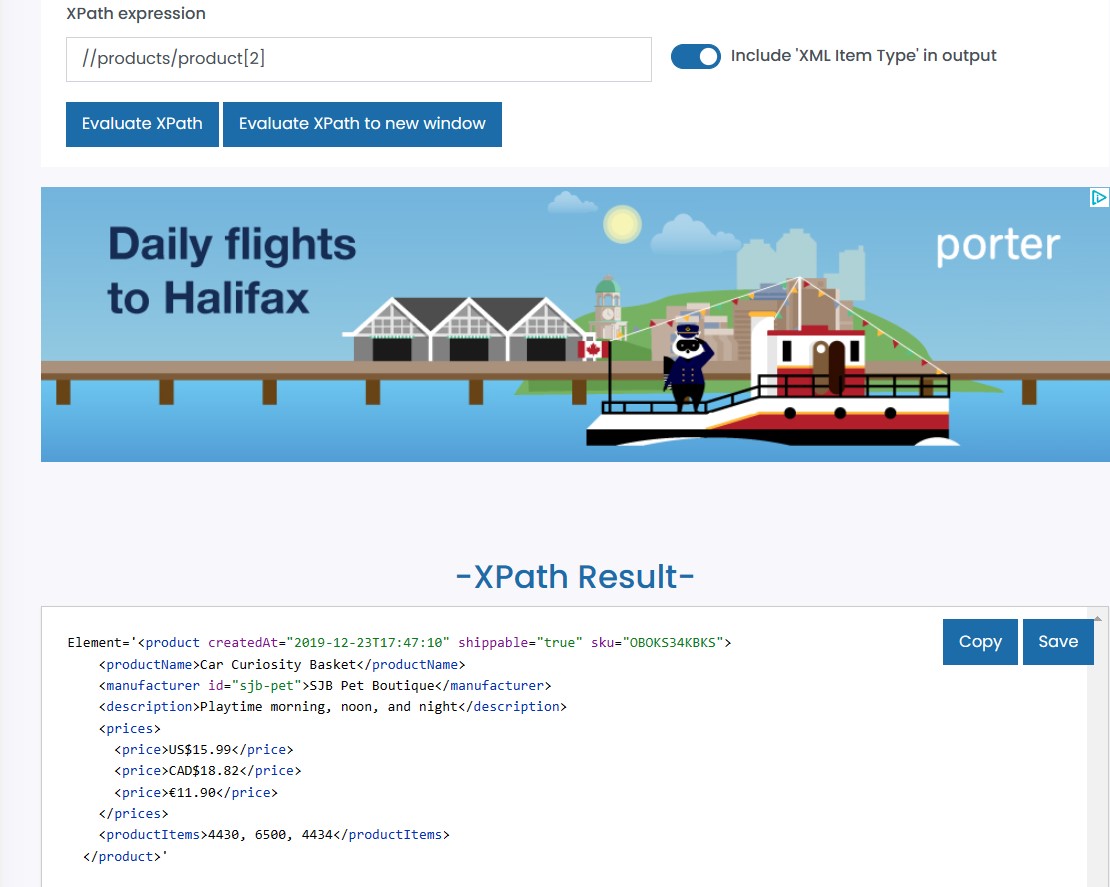 XPath expression
//products/product[2]
Include 'XML Item Type' in output
Evaluate XPath
Evaluate XPath to new window
Daily flights
to Halifax
porter
-XPath Result-
Copy
Save
Element='<product createdAt="2019-12-23T17:47:10" shippable="true" sku="OBOKS34KBKS">
<productName>Car Curiosity Basket</productName>
<manufacturer id="sjb-pet">SJB Pet Boutique</manufacturer>
<description>Playtime morning, noon, and night</description>
<prices>
<price>US$15.99</price>
<price>CAD$18.82</price>
<price>€11.90</price>
</prices>
<productItems>4430, 6500, 4434</productItems>
</product>'